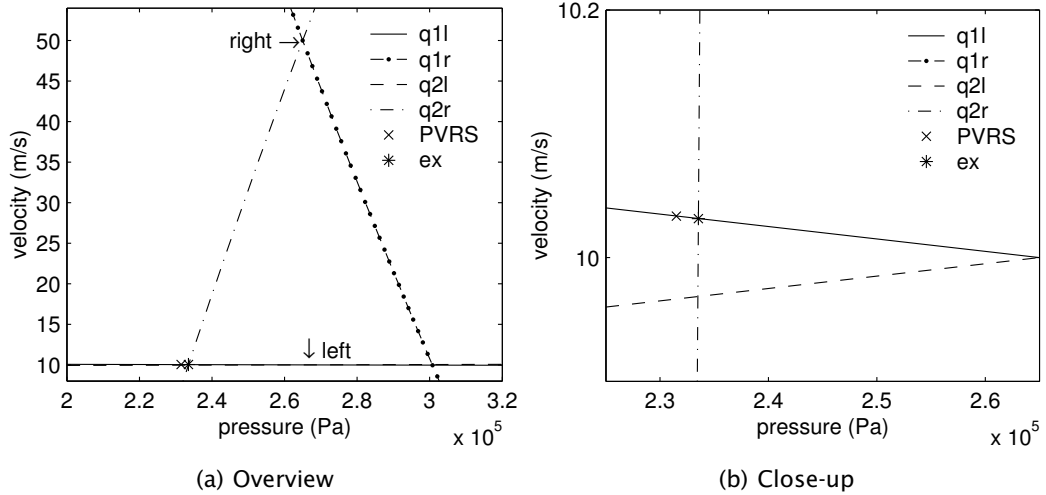 50
45
40
35
30
25
20
15
10
velocity (m/s)
right
left
q1l
q1r
q2l
q2r
PVRS
ex
2 2.2 2.4 2.6 2.8 3 3.2
pressure (Pa)
x 10^5
(a) Overview
10.2
10
velocity (m/s)
q1l
q1r
q2l
q2r
PVRS
ex
2.3 2.4 2.5 2.6
pressure (Pa)
x 10^5
(b) Close-up